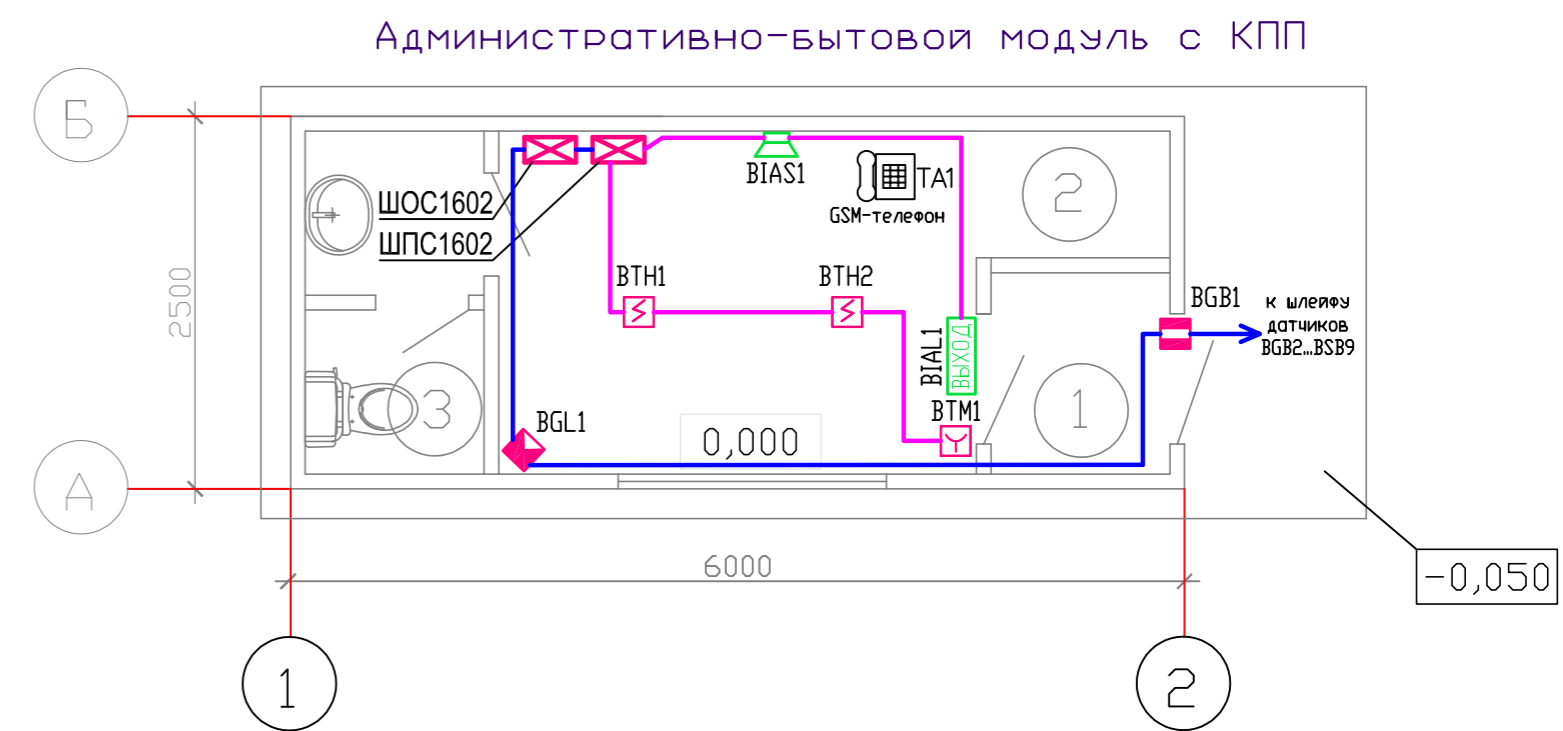 Административно-бытовой модуль с КПП
Б
ШОС1602
ШПС1602
BIAS1
TA1
GSM-телефон
2
2500
BTH1
BTH2
BGB1
к шлейфу
датчиков
BGB2...BSB9
BIAL1
ВЫХОД
3
BGL1
0,000
BTM1
1
А
6000
-0,050
1
2